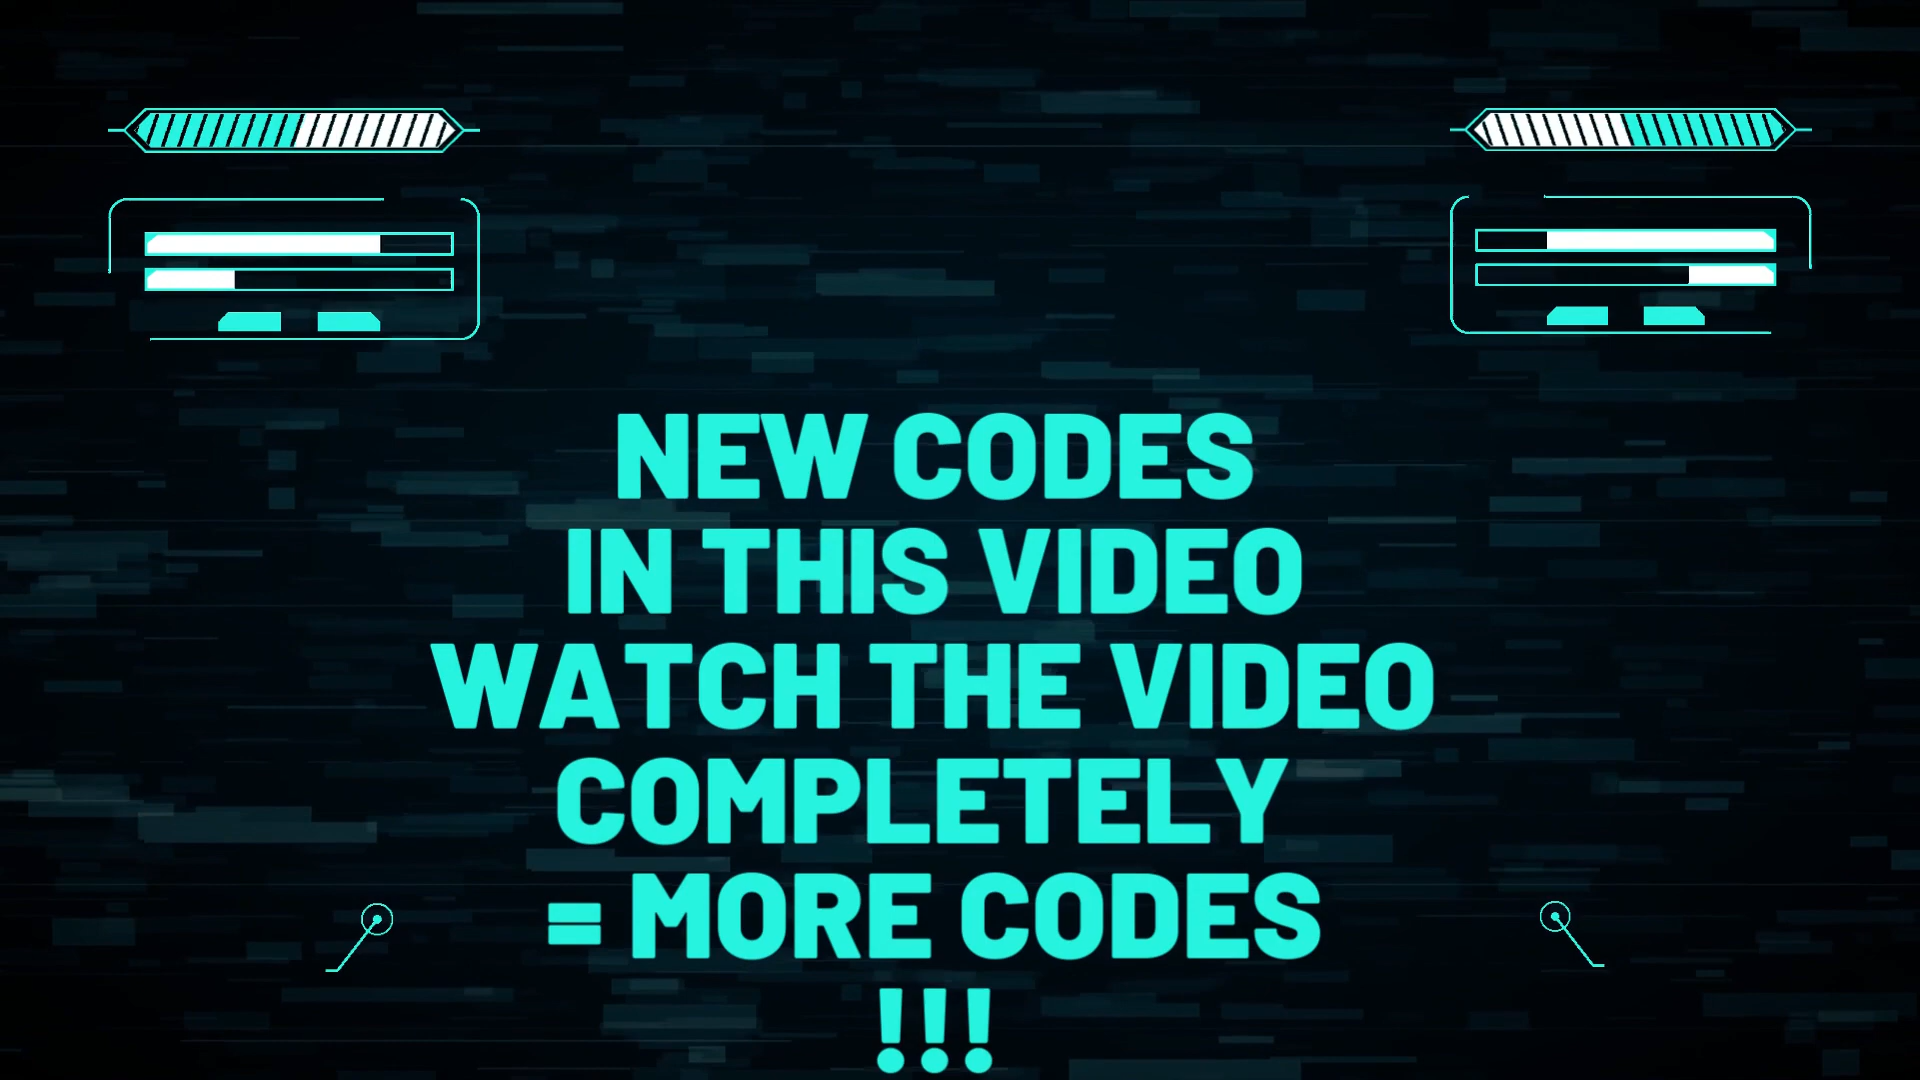 NEW CODES
IN THIS VIDEO
WATCH THE VIDEO
COMPLETELY
= MORE CODES
!!!